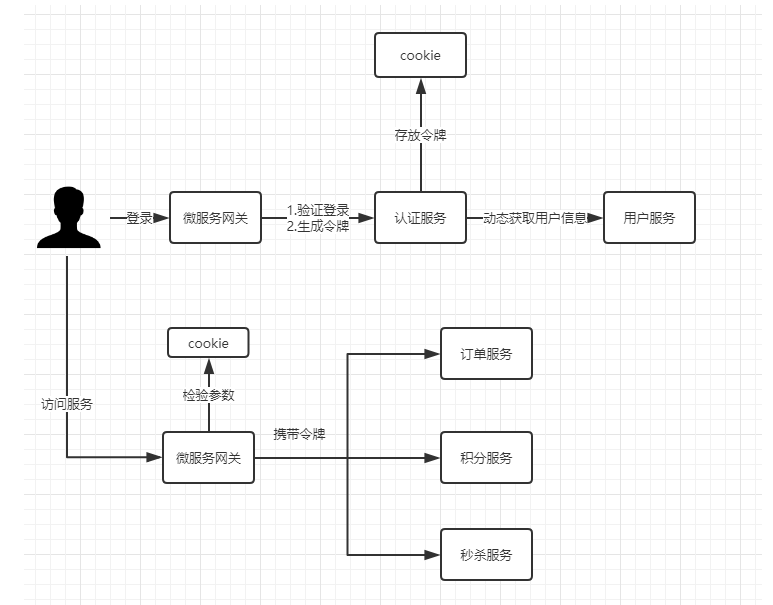 cookie
存放令牌
登录
微服务网关
1.验证登录
2.生成令牌
认证服务
动态获取用户信息
用户服务
cookie
检验参数
访问服务
微服务网关
携带令牌
订单服务
积分服务
秒杀服务